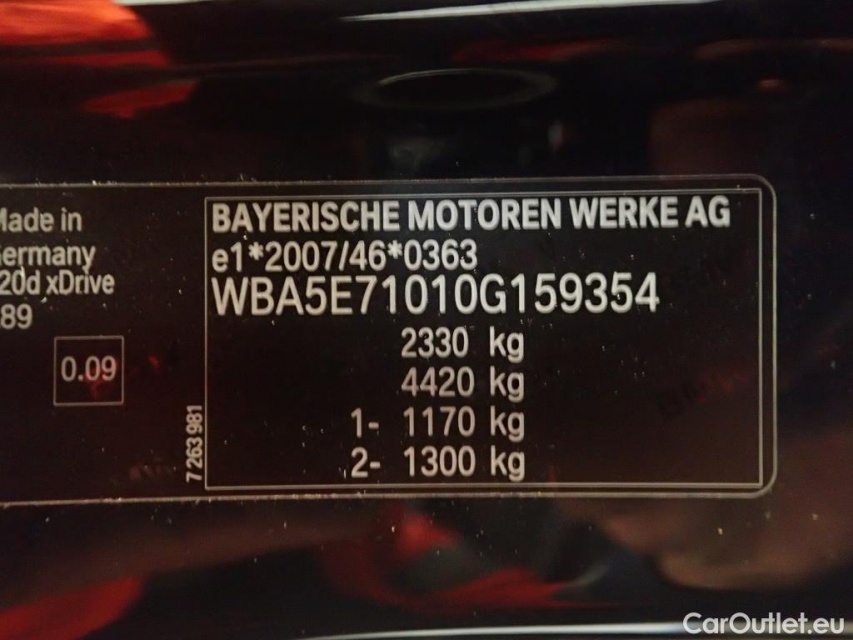 Made in
Germany
20d xDrive
89
0.09
7 263 981
BAYERISCHE MOTOREN WERKE AG
e1*2007/46*0363
WBA5E71010G159354
2330 kg
4420 kg
1- 1170 kg
2- 1300 kg
CarOutlet.eu